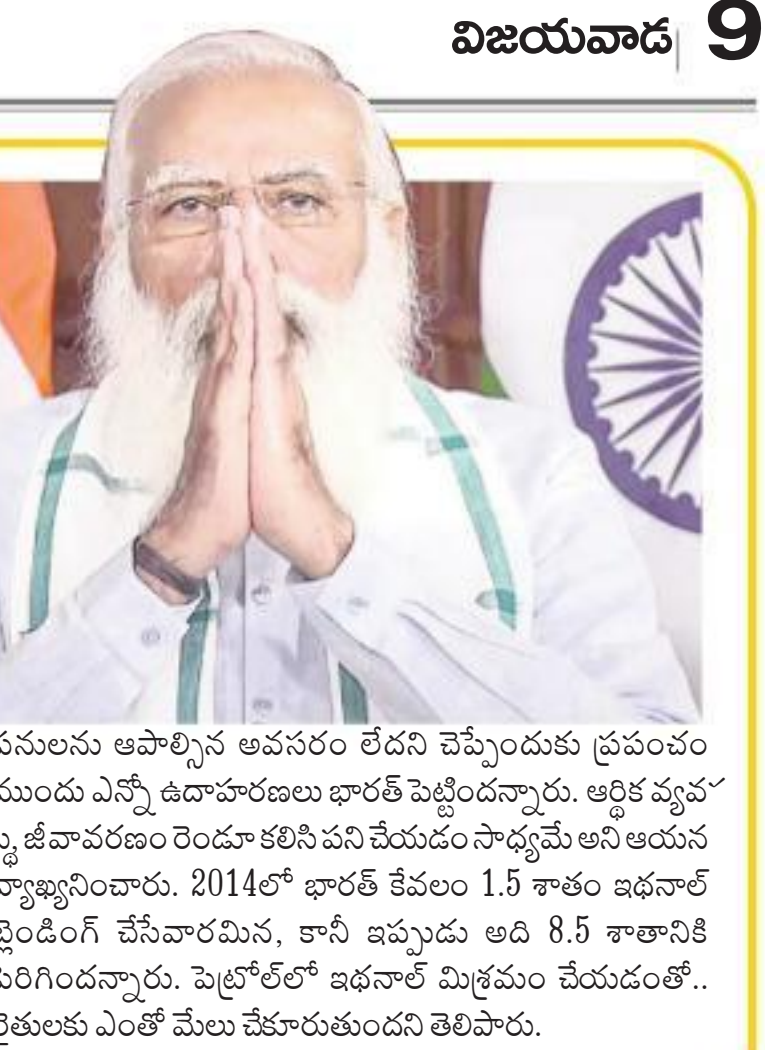 విజయవాడ 9
పనులను ఆపాల్సిన అవసరం లేదని చెప్పేందుకు ప్రపంచం
ముందు ఎన్నో ఉదాహరణలు భారత్ పెట్టిందన్నారు. ఆర్థిక వ్యవ
స్థ, జీవావరణం రెండూ కలిసి పని చేయడం సాధ్యమే అని ఆయన
వ్యాఖ్యనించారు. 2014లో భారత్ కేవలం 1.5 శాతం ఇథనాల్
బ్లెండింగ్ చేసేవారమిన, కానీ ఇప్పుడు అది 8.5 శాతానికి
పెరిగిందన్నారు. పెట్రోల్‌లో ఇథనాల్ మిశ్రమం చేయడంతో..
రైతులకు ఎంతో మేలు చేకూరుతుందని తెలిపారు.